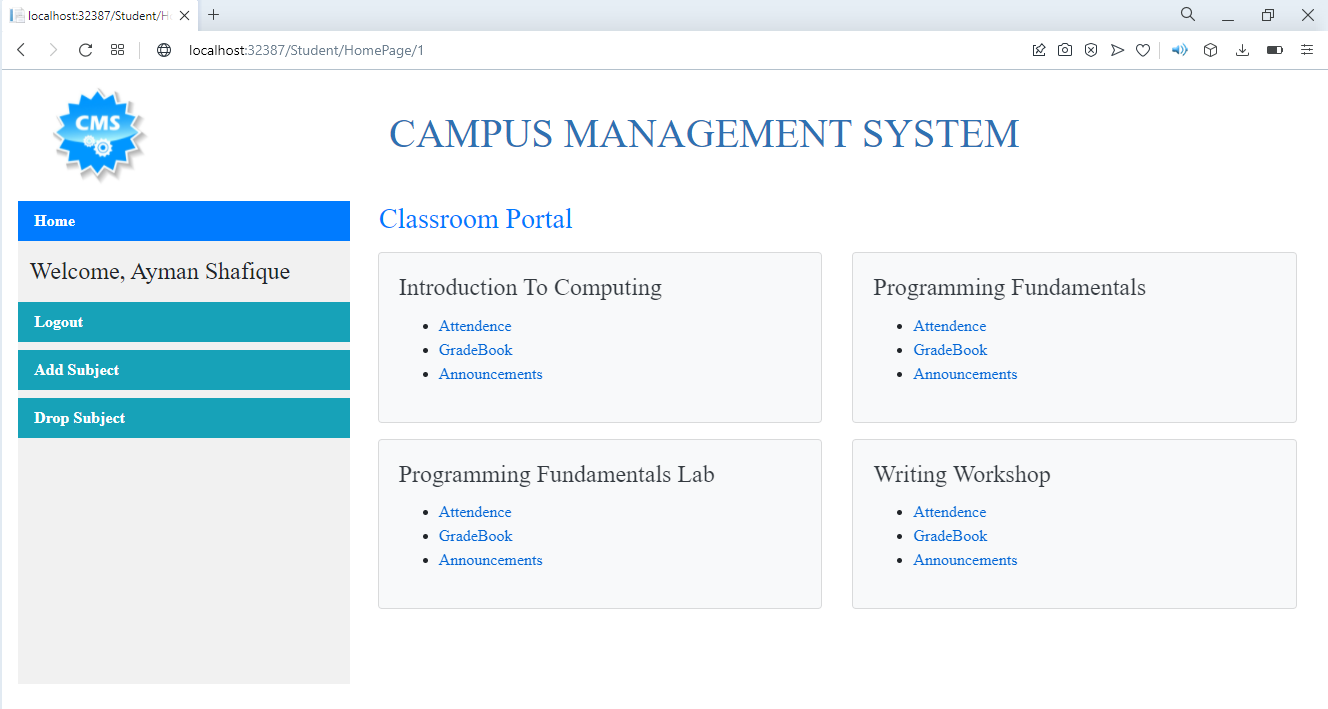 localhost:32387/Student/H
localhost:32387/Student/HomePage/1
CMS
CAMPUS MANAGEMENT SYSTEM
Home
Welcome, Ayman Shafique
Logout
Add Subject
Drop Subject
Classroom Portal
Introduction To Computing
Attendence
GradeBook
Announcements
Programming Fundamentals
Attendence
GradeBook
Announcements
Programming Fundamentals Lab
Attendence
GradeBook
Announcements
Writing Workshop
Attendence
GradeBook
Announcements